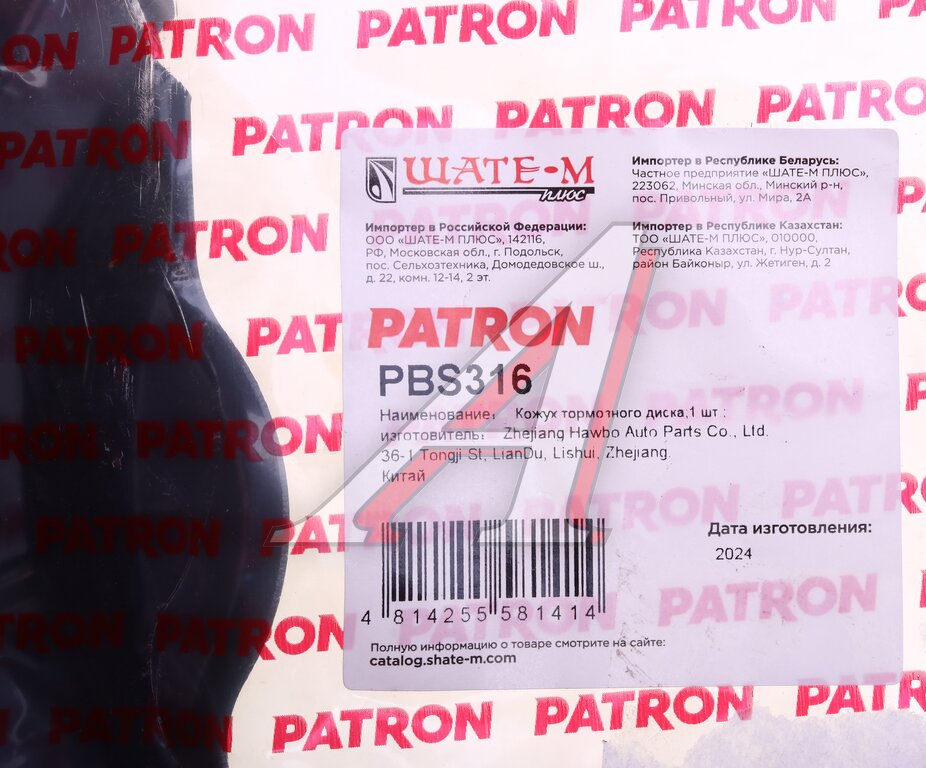 PATRON
ШАТЕ-М
плюс
Импортер в Российской Федерации:
ООО «ШАТЕ-М ПЛЮС», 142116,
РФ, Московская обл., г. Подольск,
пос. Сельхозтехника, Домодедовское ш.,
д. 22, комн. 12-14, 2 эт.
Импортер в Республике Беларусь:
Частное предприятие «ШАТЕ-М ПЛЮС»,
223062, Минская обл., Минский р-н,
пос. Привольный, ул. Мира, 2А
Импортер в Республике Казахстан:
ТОО «ШАТЕ-М ПЛЮС», 010000,
Республика Казахстан, г. Нур-Султан,
район Байконыр, ул. Жетиген, д. 2
PATRON
PBS316
Наименование: Кожух тормозного диска,1 шт :
изготовитель: Zhejiang Hawbo Auto Parts Co., Ltd.
36-1 Tongji St, LianDu, Lishui, Zhejiang.
Китай
Дата изготовления:
2024
4 814255 581414
Полную информацию о товаре смотрите на сайте:
catalog.shate-m.com